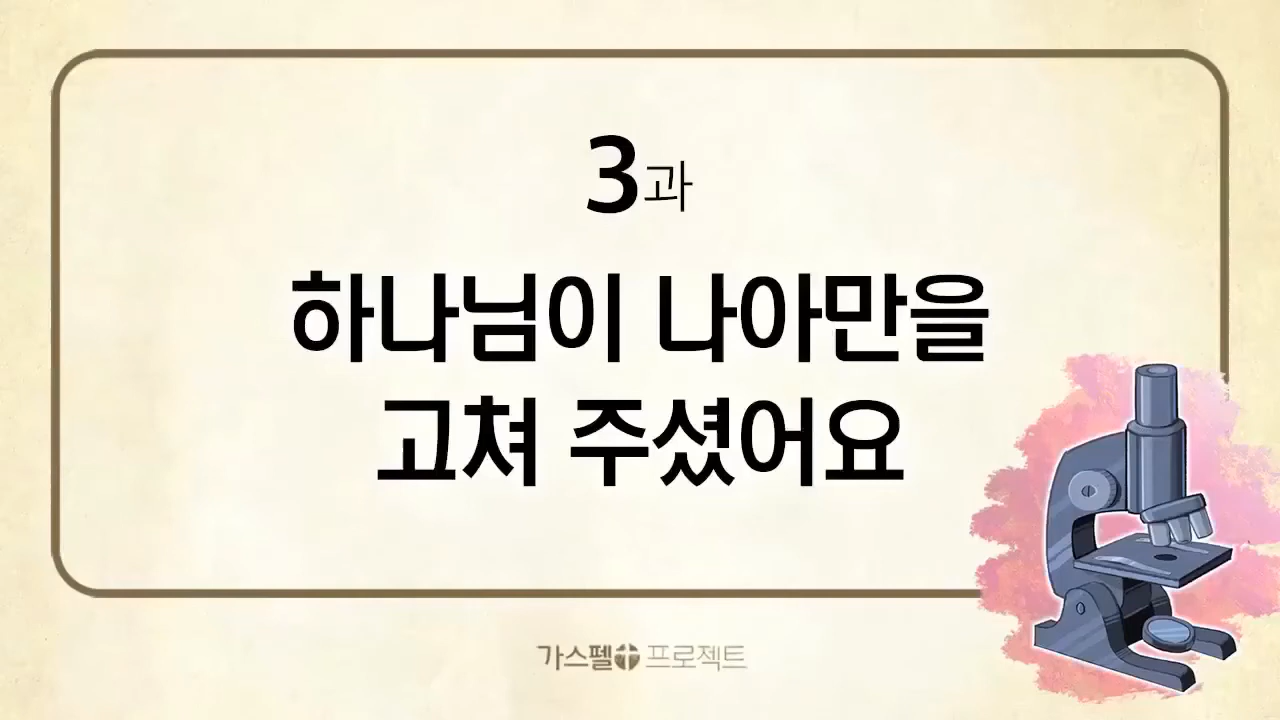 3과
하나님이 나아만을
고쳐 주셨어요
가스펠 프로젝트